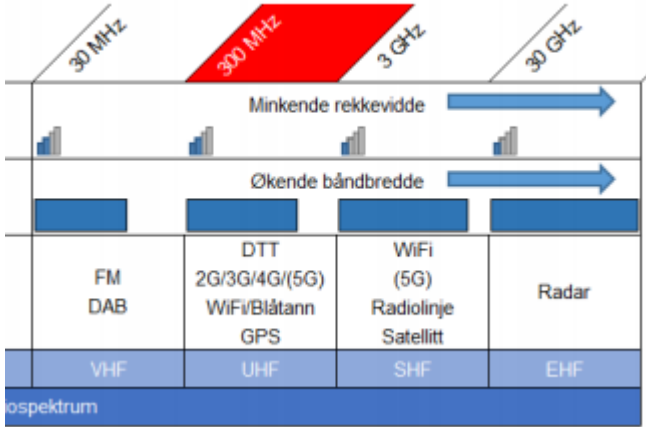 30 MHz
300 MHz
3 GHz
30 GHz
Minkende rekkevidde
Økende båndbredde
FM
DAB
DTT
2G/3G/4G/(5G)
WiFi/Blåtann
GPS
WiFi
(5G)
Radiolinje
Satellitt
Radar
VHF
UHF
SHF
EHF
iospektrum